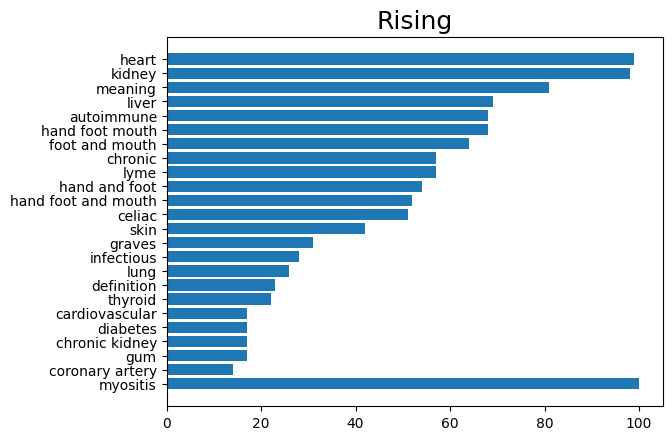 Rising
heart
kidney
meaning
liver
autoimmune
hand foot mouth
foot and mouth
chronic
lyme
hand and foot
hand foot and mouth
celiac
skin
graves
infectious
lung
definition
thyroid
cardiovascular
diabetes
chronic kidney
gum
coronary artery
myositis
0 20 40 60 80 100